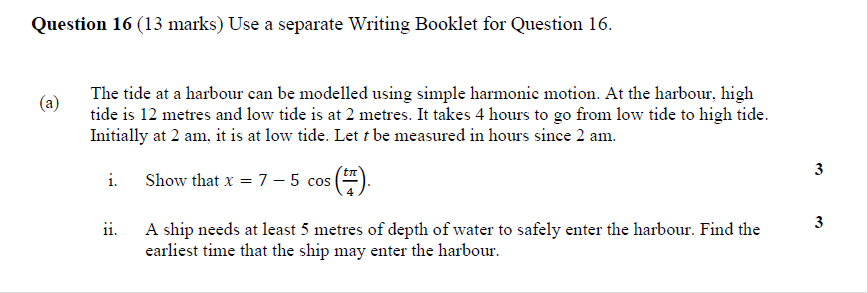 Question 16 (13 marks) Use a separate Writing Booklet for Question 16.
(a) The tide at a harbour can be modelled using simple harmonic motion. At the harbour, high
tide is 12 metres and low tide is at 2 metres. It takes 4 hours to go from low tide to high tide.
Initially at 2 am, it is at low tide. Let t be measured in hours since 2 am.
i. Show that x = 7 − 5 cos (tπ/4). 3
ii. A ship needs at least 5 metres of depth of water to safely enter the harbour. Find the 3
earliest time that the ship may enter the harbour.